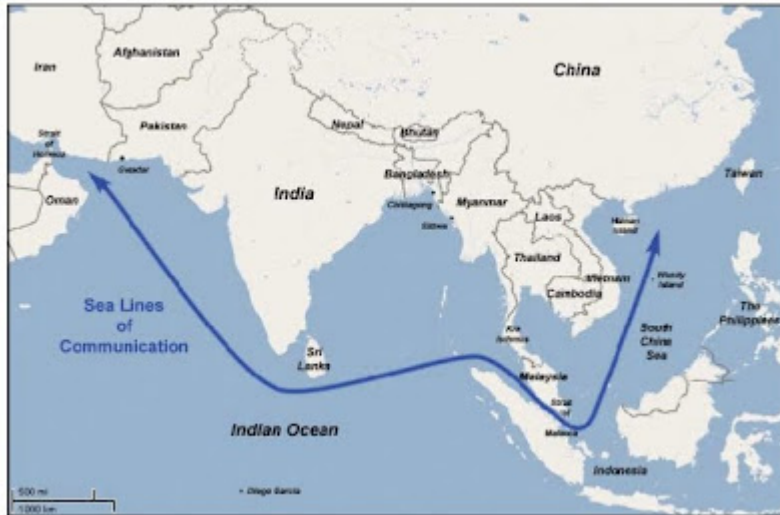 Afghanistan
China
Iran
Strait
of
Hormuz
Pakistan
Nepal
Bhutan
Gwadar
Bangladesh
Taiwan
Oman
India
Chittagong
Myanmar
Sittwe
Laos
Hainan
Island
Thailand
Vietnam
Woody
Island
Cambodia
The
Philippines
Sea Lines
of
Communication
Kra
Isthmus
South
China
Sea
Sri
Lanka
Malaysia
Strait
of
Malacca
Indian Ocean
Indonesia
500 mi
1000 km
Diego Garcia